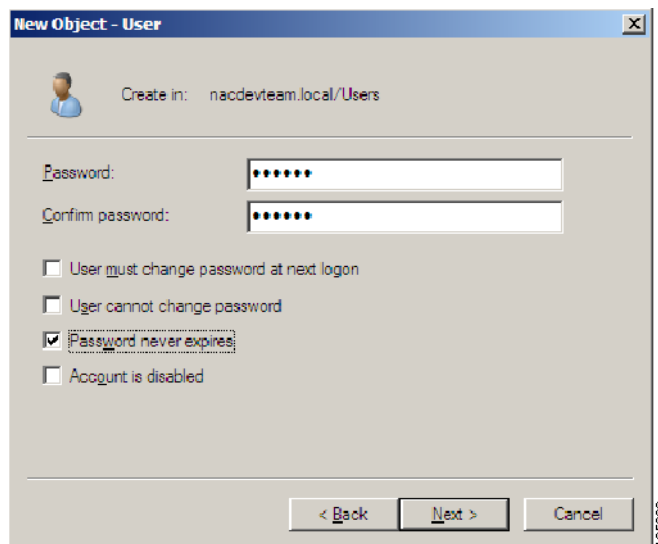 New Object - User
Create in: nacdevteam.local/Users
Password: ••••••
Confirm password: ••••••
User must change password at next logon
User cannot change password
Password never expires
Account is disabled
< Back Next > Cancel